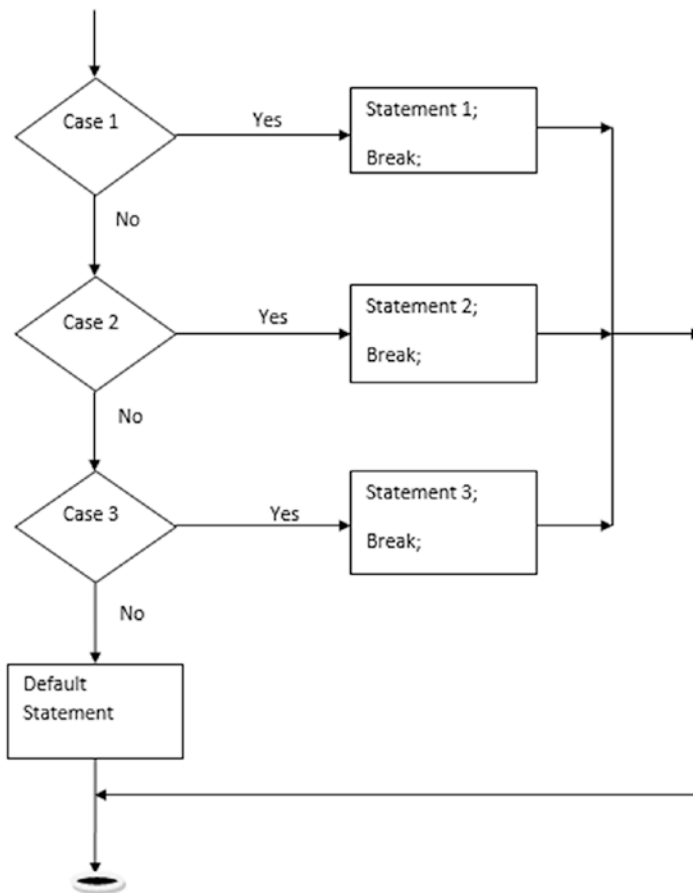 Case 1
Yes
Statement 1;
Break;
No
Case 2
Yes
Statement 2;
Break;
No
Case 3
Yes
Statement 3;
Break;
No
Default
Statement